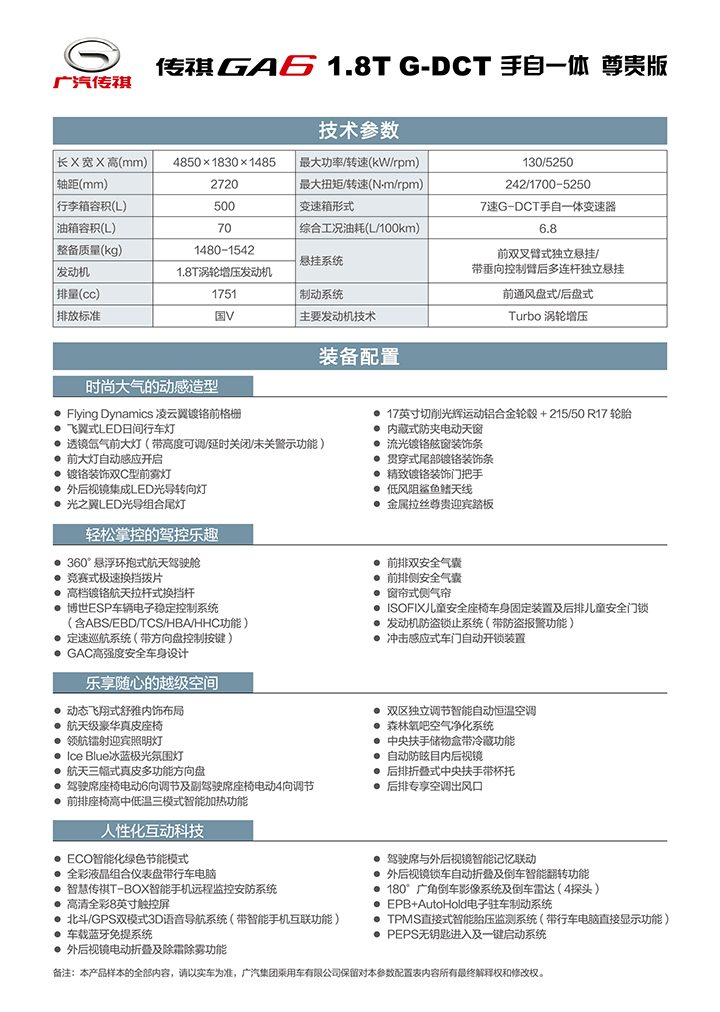 广汽传祺
传祺GA6 1.8T G-DCT 手自一体 尊贵版
技术参数
长 X 宽 X 高(mm) 4850×1830×1485 最大功率/转速(kW/rpm) 130/5250
轴距(mm) 2720 最大扭矩/转速(N·m/rpm) 242/1700-5250
行李箱容积(L) 500 变速箱形式 7速G-DCT手自一体变速器
油箱容积(L) 70 综合工况油耗(L/100km) 6.8
整备质量(kg) 1480-1542 悬挂系统 前双叉臂式独立悬挂/
发动机 1.8T涡轮增压发动机 带垂向控制臂后多连杆独立悬挂
排量(cc) 1751 制动系统 前通风盘式/后盘式
排放标准 国V 主要发动机技术 Turbo 涡轮增压
装备配置
时尚大气的动感造型
● Flying Dynamics 凌云翼镀铬前格栅
● 飞翼式LED日间行车灯
● 透镜氙气前大灯（带高度可调/延时关闭/未关警示功能）
● 前大灯自动感应开启
● 镀铬装饰双C型前雾灯
● 外后视镜集成LED光导转向灯
● 光之翼LED光导组合尾灯
● 17英寸切削光辉运动铝合金轮毂 + 215/50 R17 轮胎
● 内藏式防夹电动天窗
● 流光镀铬舷窗装饰条
● 贯穿式尾部镀铬装饰条
● 精致镀铬装饰门把手
● 低风阻鲨鱼鳍天线
● 金属拉丝尊贵迎宾踏板
轻松掌控的驾控乐趣
● 360°悬浮环抱式航天驾驶舱
● 竞赛式极速换挡拨片
● 高档镀铬航天拉杆式换挡杆
● 博世ESP车辆电子稳定控制系统
（含ABS/EBD/TCS/HBA/HHC功能）
● 定速巡航系统（带方向盘控制按键）
● GAC高强度安全车身设计
● 前排双安全气囊
● 前排侧安全气囊
● 窗帘式侧气帘
● ISOFIX儿童安全座椅车身固定装置及后排儿童安全门锁
● 发动机防盗锁止系统（带防盗报警功能）
● 冲击感应式车门自动开锁装置
乐享随心的越级空间
● 动态飞翔式舒雅内饰布局
● 航天级豪华真皮座椅
● 领航镭射迎宾照明灯
● Ice Blue冰蓝极光氛围灯
● 航天三幅式真皮多功能方向盘
● 驾驶席座椅电动6向调节及副驾驶席座椅电动4向调节
● 前排座椅高中低温三模式智能加热功能
● 双区独立调节智能自动恒温空调
● 森林氧吧空气净化系统
● 中央扶手储物盒带冷藏功能
● 自动防眩目内后视镜
● 后排折叠式中央扶手带杯托
● 后排专享空调出风口
人性化互动科技
● ECO智能化绿色节能模式
● 全彩液晶组合仪表盘带行车电脑
● 智慧传祺T-BOX智能手机远程监控安防系统
● 高清全彩8英寸触控屏
● 北斗/GPS双模式3D语音导航系统（带智能手机互联功能）
● 车载蓝牙免提系统
● 外后视镜电动折叠及除霜除雾功能
● 驾驶席与外后视镜智能记忆联动
● 外后视镜锁车自动折叠及倒车智能翻转功能
● 180°广角倒车影像系统及倒车雷达（4探头）
● EPB+AutoHold电子驻车制动系统
● TPMS直接式智能胎压监测系统（带行车电脑直接显示功能）
● PEPS无钥匙进入及一键启动系统
备注：本产品样本的全部内容，请以实车为准，广汽集团乘用车有限公司保留对本参数配置表内容所有最终解释权和修改权。